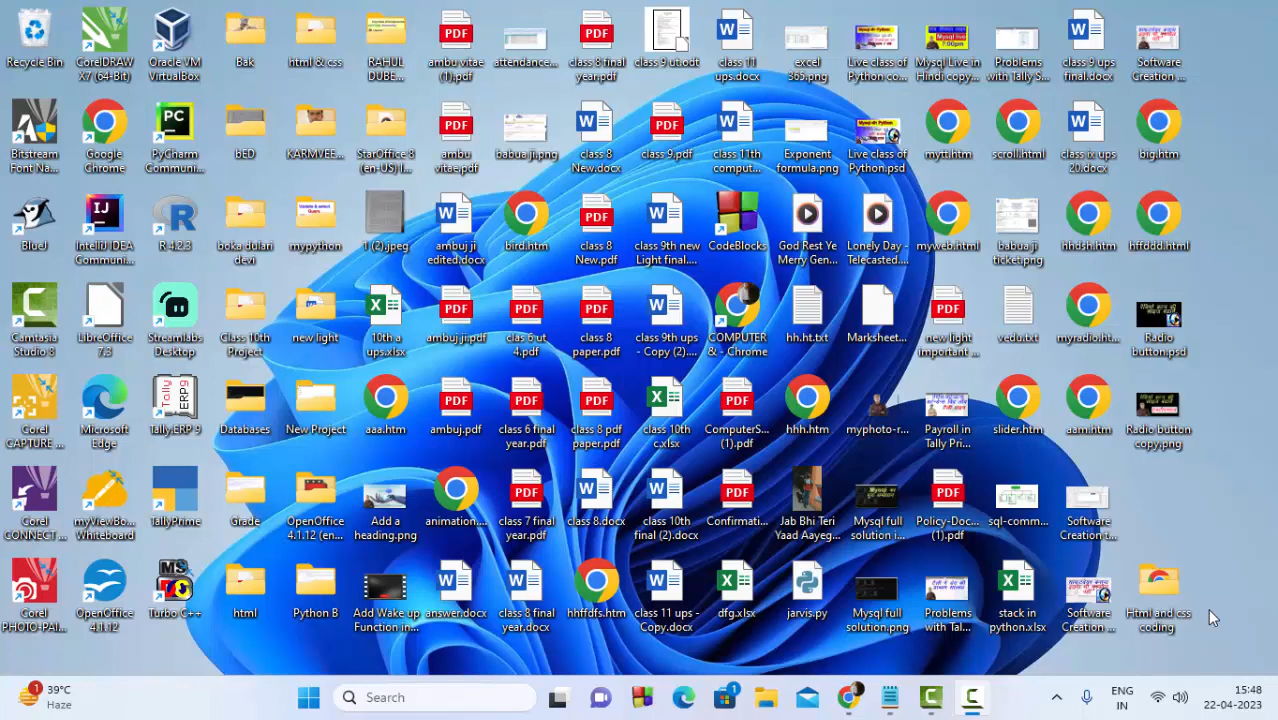 Recycle Bin
CorelDRAW
X7 (64-Bit)
Oracle VM
VirtualBox
Bak
html & css
RAHUL
DUBE...
ambu vitae
(1).pdf
attendance...
class 8 final
year.pdf
class 9 ut.odt
class 11
ups.docx
excel
365.png
Live class of
Python co...
Mysql Live in
Hindi copy...
Problems
with Tally S...
class 9 ups
final.docx
Software
Creation ...
Bitstream
Font Na...
Google
Chrome
PyCharm
Communi...
bED
KARMVEE...
StarOffice 8
(en-US) I...
ambu
vitae.pdf
babua ji.png
class 8
New.docx
class 9.pdf
class 11th
comput...
Exponent
formula.png
Live class of
Python.psd
mytt.htm
scroll.html
class ix ups
20.docx
big.htm
BlueJ
IntelliJ IDEA
Communi...
R 4.2.3
boka dulari
devi
mypython
1 (2).jpeg
ambuj ji
edited.docx
bird.htm
class 8
New.pdf
class 9th new
Light final....
CodeBlocks
God Rest Ye
Merry Gen...
Lonely Day -
Telecasted....
myweb.html
babua ji
ticket.png
hhdsh.htm
hffddd.html
Camtasia
Studio 8
LibreOffice
7.3
Streamlabs
Desktop
Class 10th
Project
new light
10th a
ups.xlsx
ambuj ji.pdf
clas 6 ut
4.pdf
class 8
paper.pdf
class 9th ups
- Copy (2)....
COMPUTER
& - Chrome
hh.ht.txt
Marksheet...
new light
important ...
vedu.txt
myradio.ht...
Radio
button.psd
Corel
CAPTURE ...
Microsoft
Edge
Tally.ERP 9
Databases
New Project
aaa.htm
ambuj.pdf
class 6 final
year.pdf
class 8 pdf
paper.pdf
class 10th
c.xlsx
ComputerS...
(1).pdf
hhh.htm
myphoto-r...
Payroll in
Tally Pri...
slider.htm
aami.htm
Radio button
copy.png
Corel
CONNECT ...
myViewBo...
Whiteboard
TallyPrime
Grade
OpenOffice
4.1.12 (en...
Add a
heading.png
animation....
class 7 final
year.pdf
class 8.docx
class 10th
final (2).docx
Confirmati...
Jab Bhi Teri
Yaad Aayeg...
Mysql full
solution i...
Policy-Doc...
(1).pdf
sql-comm...
Software
Creation t...
Corel
PHOTO-PAI...
OpenOffice
4.1.12
Turbo C++
html
Python B
Add Wake up
Function in...
answer.docx
class 8 final
year.docx
hhffdfs.htm
class 11 ups -
Copy.docx
dfg.xlsx
jarvis.py
Mysql full
solution.png
Problems
with Tal...
stack in
python.xlsx
Software
Creation ...
Html and css
coding
1
39°C
Haze
Search
1
ENG
IN
15:48
22-04-2023